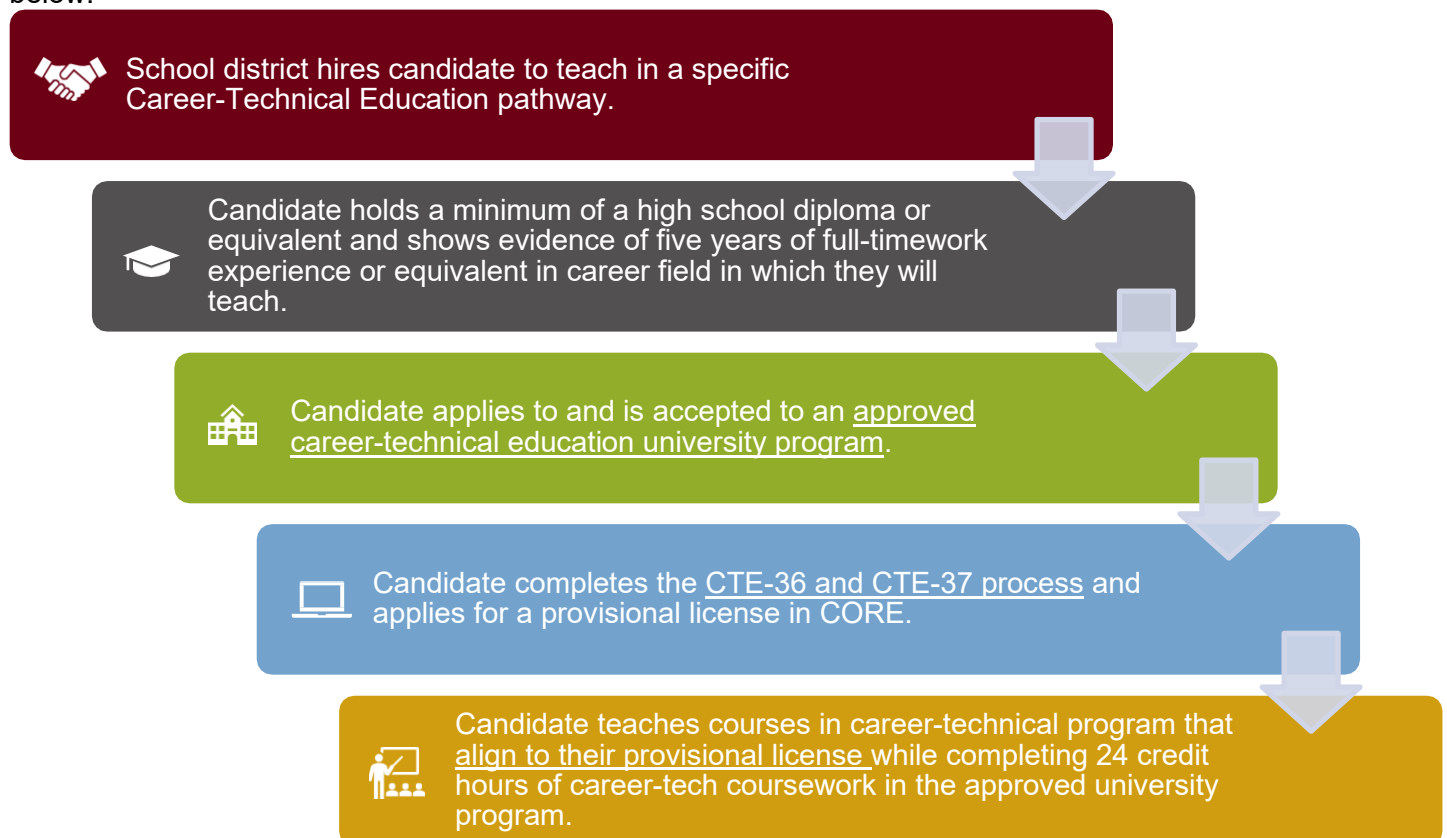 below:
School district hires candidate to teach in a specific
Career-Technical Education pathway.
Candidate holds a minimum of a high school diploma or
equivalent and shows evidence of five years of full-timework
experience or equivalent in career field in which they will
teach.
Candidate applies to and is accepted to an approved
career-technical education university program.
Candidate completes the CTE-36 and CTE-37 process and
applies for a provisional license in CORE.
Candidate teaches courses in career-technical program that
align to their provisional license while completing 24 credit
hours of career-tech coursework in the approved university
program.